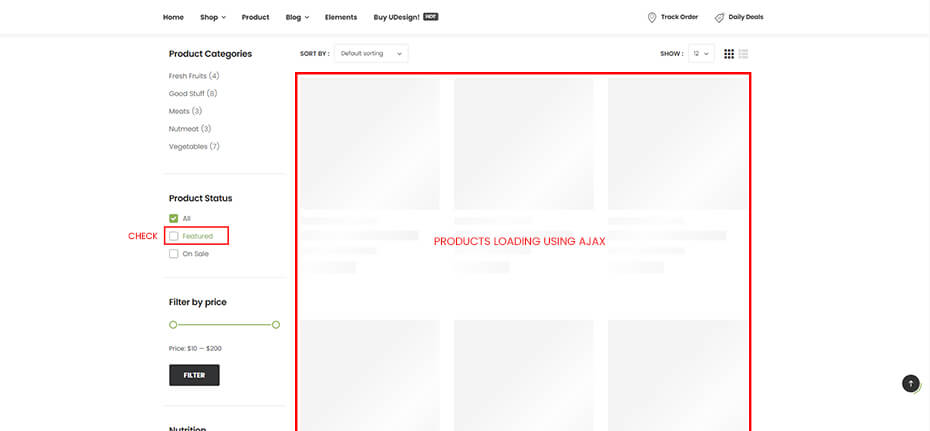 Home Shop Product Blog Elements Buy UDesign! HOT Track Order Daily Deals
Product Categories
Fresh Fruits (4)
Good Stuff (8)
Meats (3)
Nutmeat (3)
Vegetables (7)
Product Status
All
CHECK Featured
On Sale
Filter by price
Price: $10 — $200
FILTER
Nutrition
SORT BY : Default sorting SHOW : 12
PRODUCTS LOADING USING AJAX